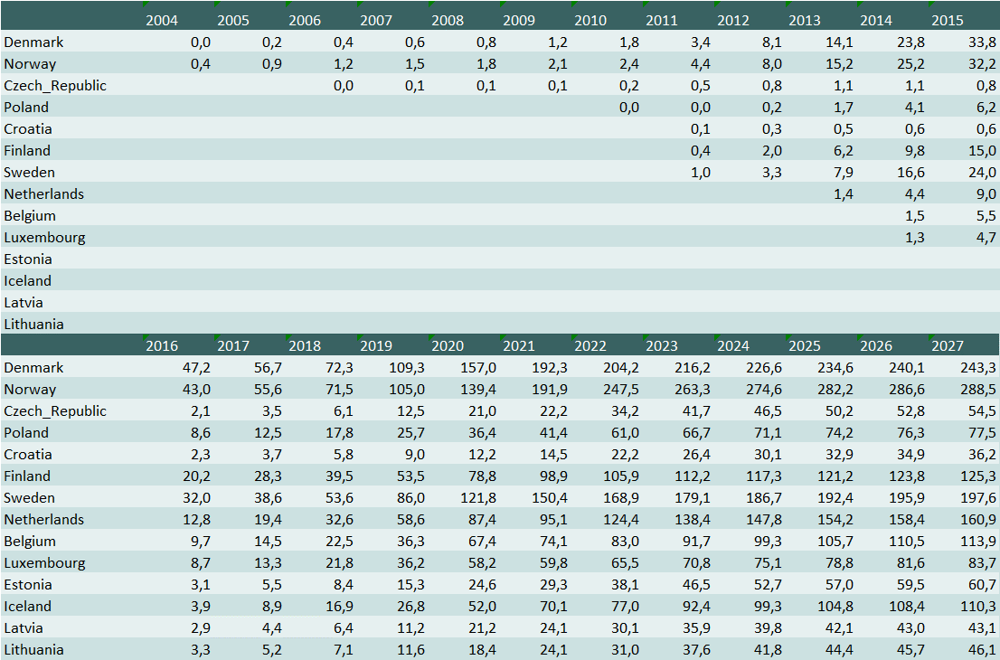 2004 2005 2006 2007 2008 2009 2010 2011 2012 2013 2014 2015
Denmark 0,0 0,2 0,4 0,6 0,8 1,2 1,8 3,4 8,1 14,1 23,8 33,8
Norway 0,4 0,9 1,2 1,5 1,8 2,1 2,4 4,4 8,0 15,2 25,2 32,2
Czech_Republic 0,0 0,1 0,1 0,1 0,2 0,5 0,8 1,1 1,1 0,8
Poland 0,0 0,0 0,2 1,7 4,1 6,2
Croatia 0,1 0,3 0,5 0,6 0,6
Finland 0,4 2,0 6,2 9,8 15,0
Sweden 1,0 3,3 7,9 16,6 24,0
Netherlands 1,4 4,4 9,0
Belgium 1,5 5,5
Luxembourg 1,3 4,7
Estonia
Iceland
Latvia
Lithuania
2016 2017 2018 2019 2020 2021 2022 2023 2024 2025 2026 2027
Denmark 47,2 56,7 72,3 109,3 157,0 192,3 204,2 216,2 226,6 234,6 240,1 243,3
Norway 43,0 55,6 71,5 105,0 139,4 191,9 247,5 263,3 274,6 282,2 286,6 288,5
Czech_Republic 2,1 3,5 6,1 12,5 21,0 22,2 34,2 41,7 46,5 50,2 52,8 54,5
Poland 8,6 12,5 17,8 25,7 36,4 41,4 61,0 66,7 71,1 74,2 76,3 77,5
Croatia 2,3 3,7 5,8 9,0 12,2 14,5 22,2 26,4 30,1 32,9 34,9 36,2
Finland 20,2 28,3 39,5 53,5 78,8 98,9 105,9 112,2 117,3 121,2 123,8 125,3
Sweden 32,0 38,6 53,6 86,0 121,8 150,4 168,9 179,1 186,7 192,4 195,9 197,6
Netherlands 12,8 19,4 32,6 58,6 87,4 95,1 124,4 138,4 147,8 154,2 158,4 160,9
Belgium 9,7 14,5 22,5 36,3 67,4 74,1 83,0 91,7 99,3 105,7 110,5 113,9
Luxembourg 8,7 13,3 21,8 36,2 58,2 59,8 65,5 70,8 75,1 78,8 81,6 83,7
Estonia 3,1 5,5 8,4 15,3 24,6 29,3 38,1 46,5 52,7 57,0 59,5 60,7
Iceland 3,9 8,9 16,9 26,8 52,0 70,1 77,0 92,4 99,3 104,8 108,4 110,3
Latvia 2,9 4,4 6,4 11,2 21,2 24,1 30,1 35,9 39,8 42,1 43,0 43,1
Lithuania 3,3 5,2 7,1 11,6 18,4 24,1 31,0 37,6 41,8 44,4 45,7 46,1